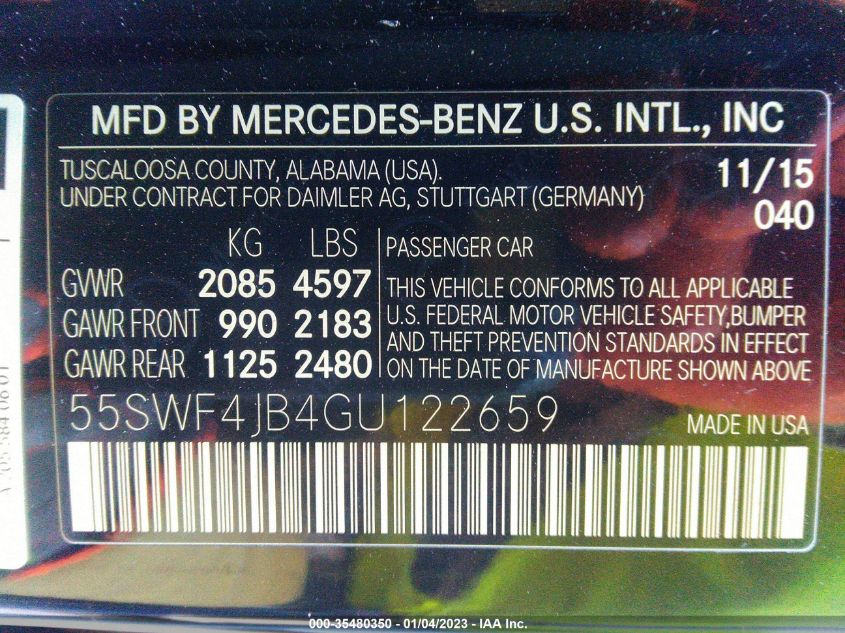 MFD BY MERCEDES-BENZ U.S. INTL., INC
TUSCALOOSA COUNTY, ALABAMA (USA).
UNDER CONTRACT FOR DAIMLER AG, STUTTGART (GERMANY)
11/15
040
KG LBS
GVWR 2085 4597
GAWR FRONT 990 2183
GAWR REAR 1125 2480
PASSENGER CAR
THIS VEHICLE CONFORMS TO ALL APPLICABLE
U.S. FEDERAL MOTOR VEHICLE SAFETY,BUMPER
AND THEFT PREVENTION STANDARDS IN EFFECT
ON THE DATE OF MANUFACTURE SHOWN ABOVE
55SWF4JB4GU122659
MADE IN USA
000-35480350 - 01/04/2023 - IAA Inc.